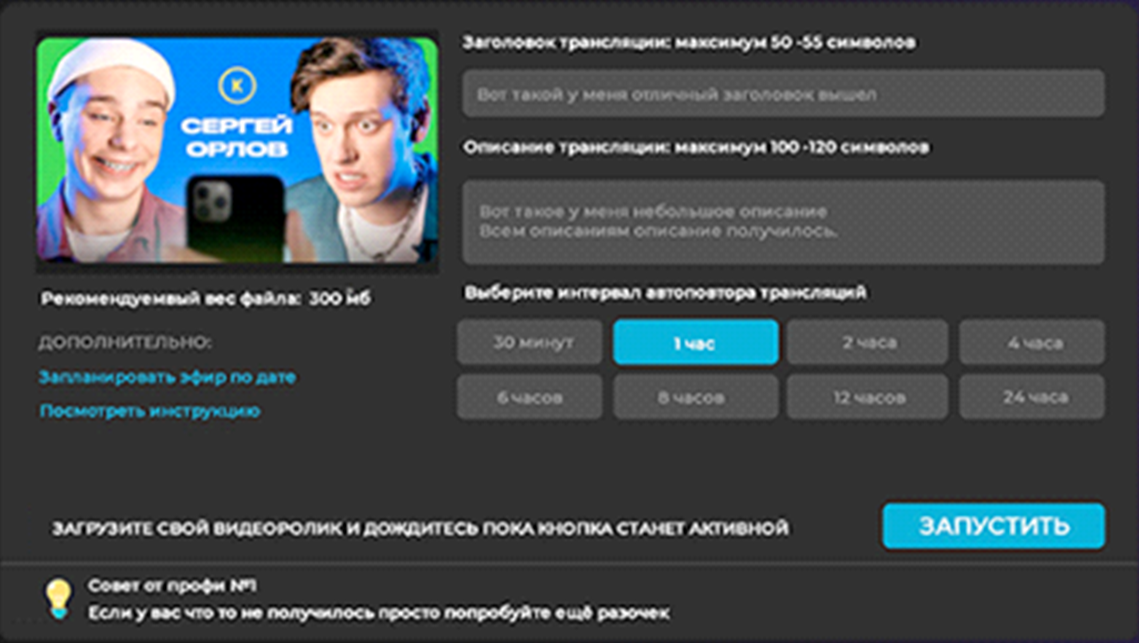 K
СЕРГЕЙ
ОРЛОВ
Заголовок трансляции: максимум 50 -55 символов
Вот такой у меня отличный заголовок вышел
Описание трансляции: максимум 100 -120 символов
Вот такое у меня небольшое описание
Всем описаниям описание получилось.
Рекомендуемвый вес файла: 300 мб
ДОПОЛНИТЕЛЬНО:
Запланировать эфир по дате
Посмотреть инструкцию
Выберите интервал автоповтора трансляций
30 минут 1 час 2 часа 4 часа
6 часов 8 часов 12 часов 24 часа
ЗАГРУЗИТЕ СВОЙ ВИДЕОРОЛИК И ДОЖДИТЕСЬ ПОКА КНОПКА СТАНЕТ АКТИВНОЙ
ЗАПУСТИТЬ
Совет от профи №1
Если у вас что то не получилось просто попробуйте ещё разочек